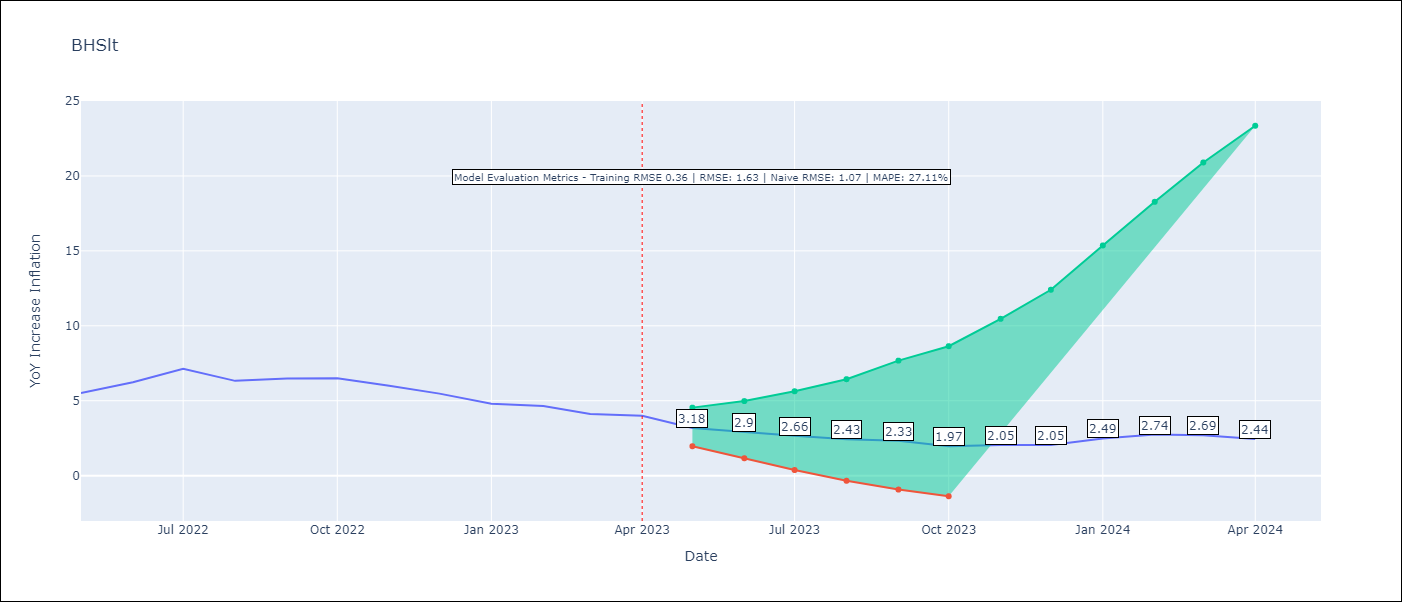 BHSlt
25
20
15
10
5
0
YoY Increase Inflation
Model Evaluation Metrics - Training RMSE 0.36 | RMSE: 1.63 | Naive RMSE: 1.07 | MAPE: 27.11%
3.18
2.9
2.66
2.43
2.33
1.97
2.05
2.05
2.49
2.74
2.69
2.44
Jul 2022
Oct 2022
Jan 2023
Apr 2023
Jul 2023
Oct 2023
Jan 2024
Apr 2024
Date